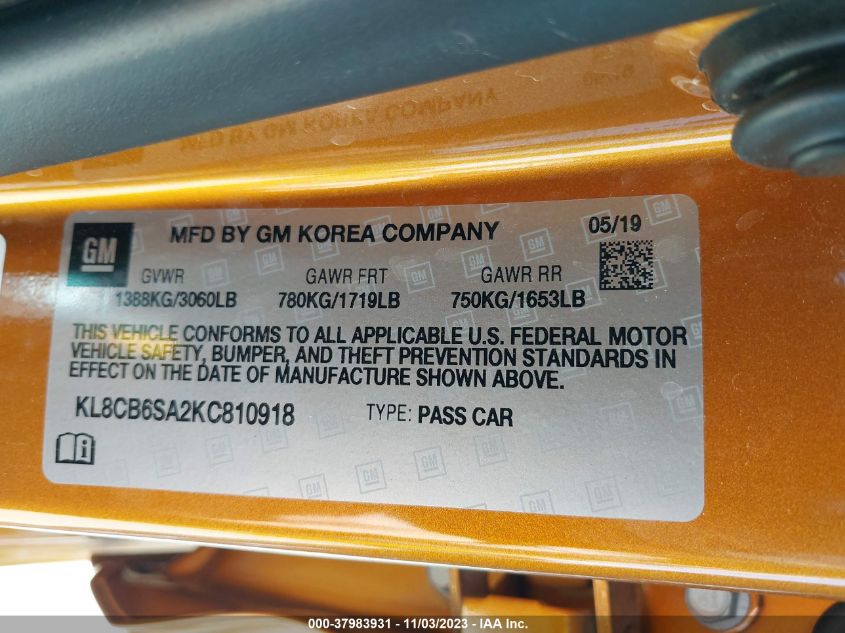 GM
MFD BY GM KOREA COMPANY
05/19
GVWR
GAWR FRT
GAWR RR
1388KG/3060LB
780KG/1719LB
750KG/1653LB
THIS VEHICLE CONFORMS TO ALL APPLICABLE U.S. FEDERAL MOTOR
VEHICLE SAFETY, BUMPER, AND THEFT PREVENTION STANDARDS IN
EFFECT ON THE DATE OF MANUFACTURE SHOWN ABOVE.
KL8CB6SA2KC810918
TYPE: PASS CAR
000-37983931 - 11/03/2023 - IAA Inc.